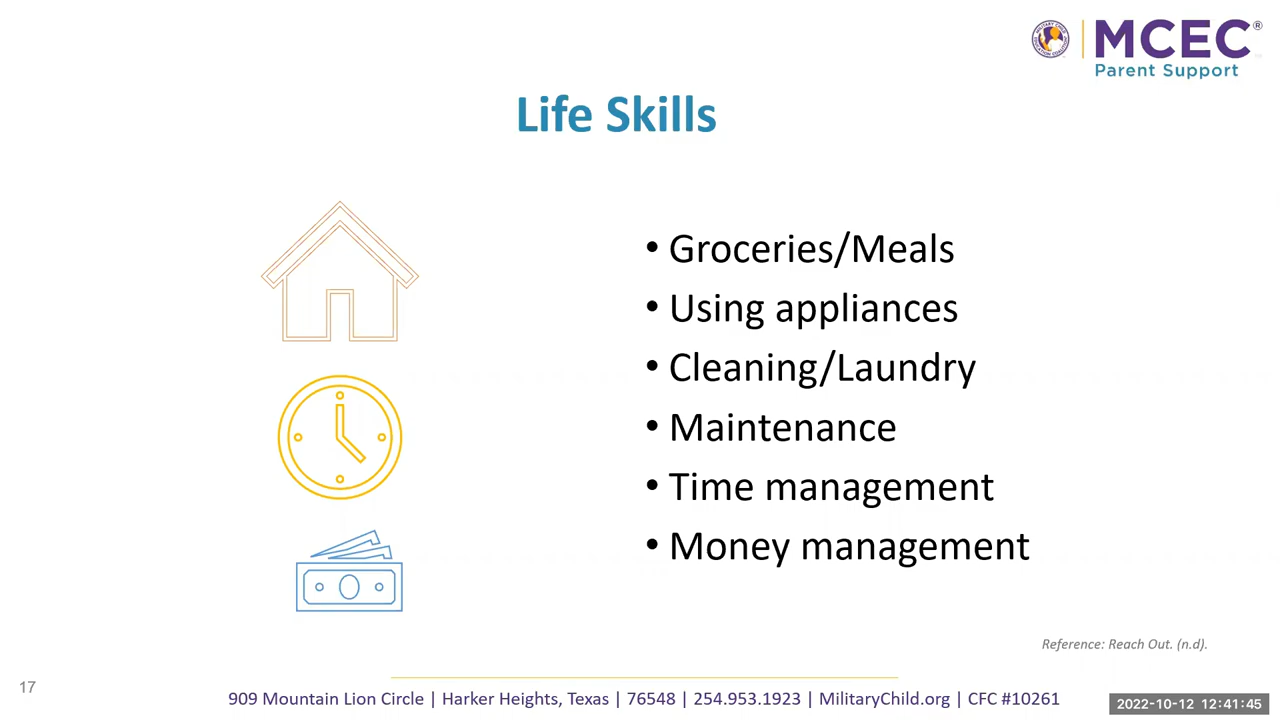 MCEC®
Parent Support
Life Skills
• Groceries/Meals
• Using appliances
• Cleaning/Laundry
• Maintenance
• Time management
• Money management
Reference: Reach Out. (n.d).
17
909 Mountain Lion Circle | Harker Heights, Texas | 76548 | 254.953.1923 | MilitaryChild.org | CFC #10261
2022-10-12 12:41:45